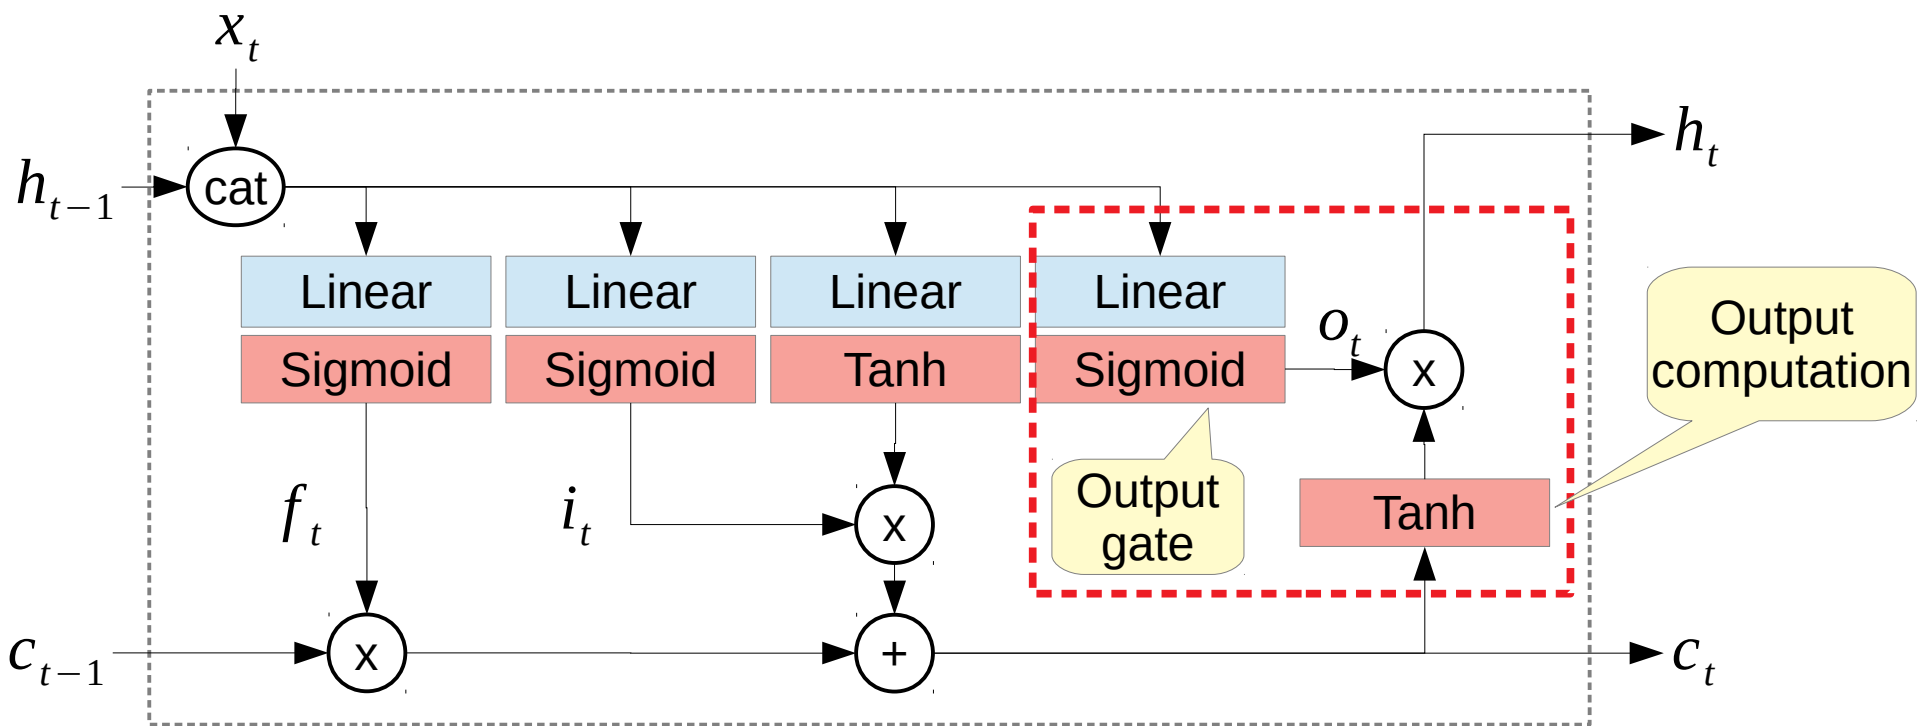 x_t
h_{t−1}
cat
h_t
Linear
Linear
Linear
Linear
Sigmoid
Sigmoid
Tanh
Sigmoid
o_t
x
Output
computation
f_t
i_t
x
Output
gate
Tanh
c_{t−1}
x
+
c_t